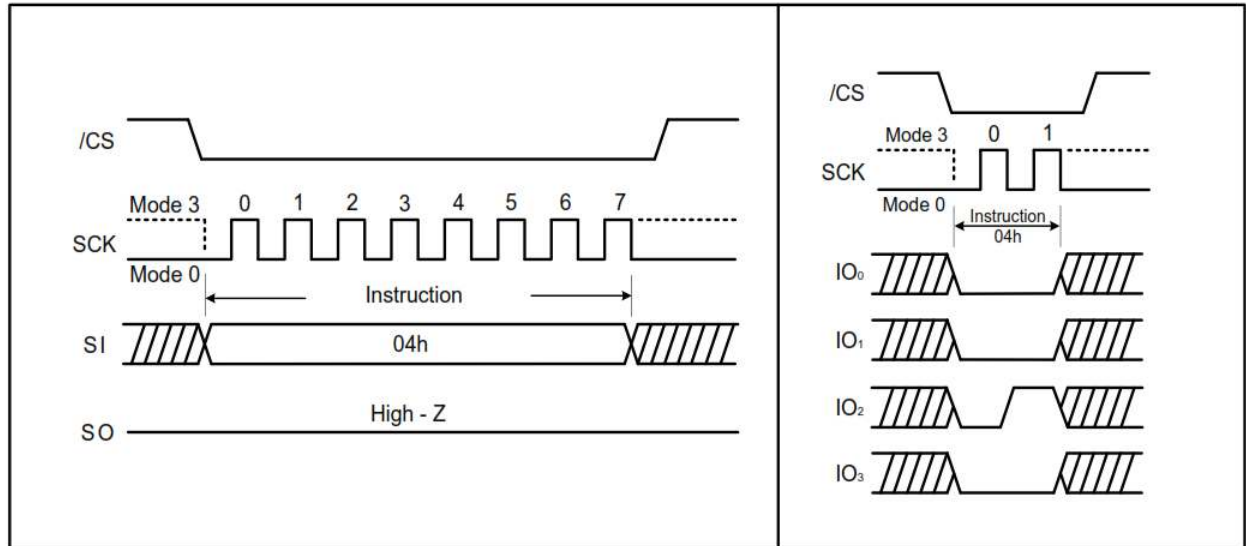 /CS
Mode 3 0 1 2 3 4 5 6 7
SCK
Mode 0
Instruction
SI 04h
High - Z
SO
/CS
Mode 3 0 1
SCK
Mode 0
Instruction
04h
IO₀
IO₁
IO₂
IO₃